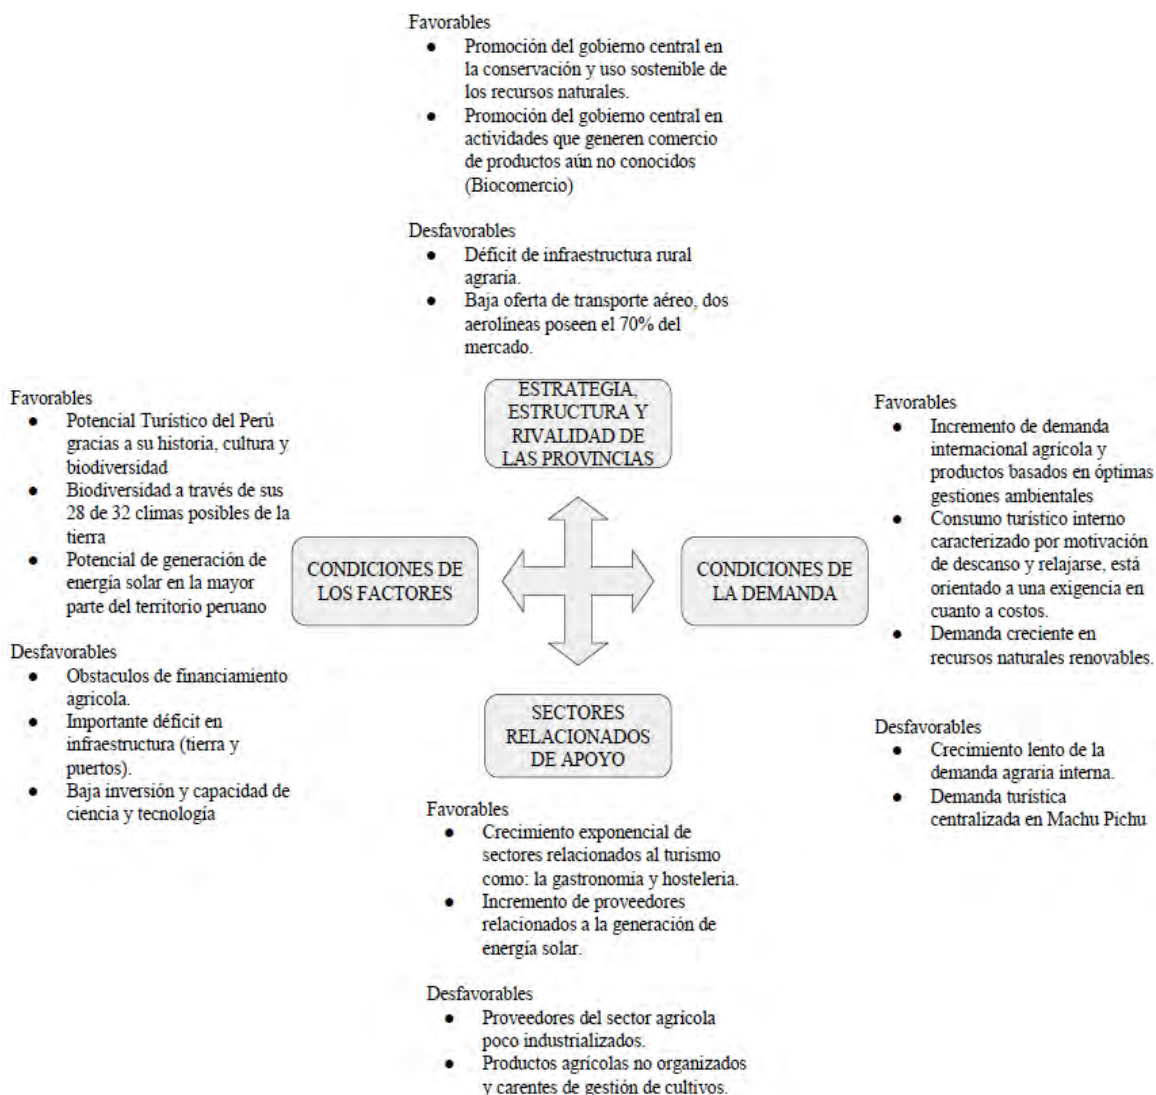 Favorables
● Promoción del gobierno central en
la conservación y uso sostenible de
los recursos naturales.
● Promoción del gobierno central en
actividades que generen comercio
de productos aún no conocidos
(Biocomercio)
Desfavorables
● Déficit de infraestructura rural
agraria.
● Baja oferta de transporte aéreo, dos
aerolíneas poseen el 70% del
mercado.
ESTRATEGIA,
ESTRUCTURA Y
RIVALIDAD DE
LAS PROVINCIAS
Favorables
● Potencial Turístico del Perú
gracias a su historia, cultura y
biodiversidad
● Biodiversidad a través de sus
28 de 32 climas posibles de la
tierra
● Potencial de generación de
energía solar en la mayor
parte del territorio peruano
Desfavorables
● Obstaculos de financiamiento
agricola.
● Importante déficit en
infraestructura (tierra y
puertos).
● Baja inversión y capacidad de
ciencia y tecnología
CONDICIONES DE
LOS FACTORES
CONDICIONES DE
LA DEMANDA
Favorables
● Incremento de demanda
internacional agrícola y
productos basados en óptimas
gestiones ambientales
● Consumo turístico interno
caracterizado por motivación
de descanso y relajarse, está
orientado a una exigencia en
cuanto a costos.
● Demanda creciente en
recursos naturales renovables.
Desfavorables
● Crecimiento lento de la
demanda agraria interna.
● Demanda turística
centralizada en Machu Pichu
SECTORES
RELACIONADOS
DE APOYO
Favorables
● Crecimiento exponencial de
sectores relacionados al turismo
como: la gastronomia y hosteleria.
● Incremento de proveedores
relacionados a la generación de
energía solar.
Desfavorables
● Proveedores del sector agrícola
poco industrializados.
● Productos agrícolas no organizados
y carentes de gestión de cultivos.